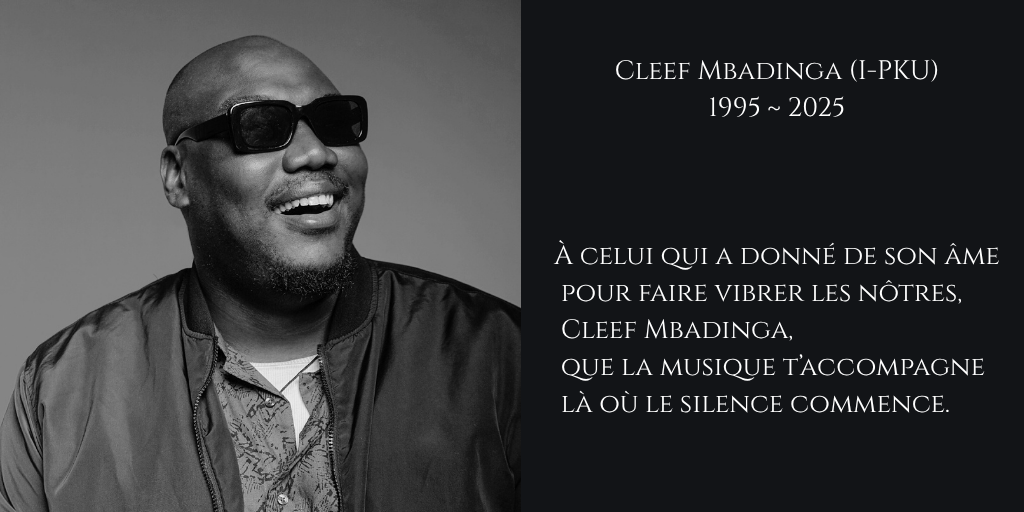 Cleef Mbadinga (I-PKU)
1995 ~ 2025
À celui qui a donné de son âme
pour faire vibrer les nôtres,
Cleef Mbadinga,
que la musique t’accompagne
là où le silence commence.